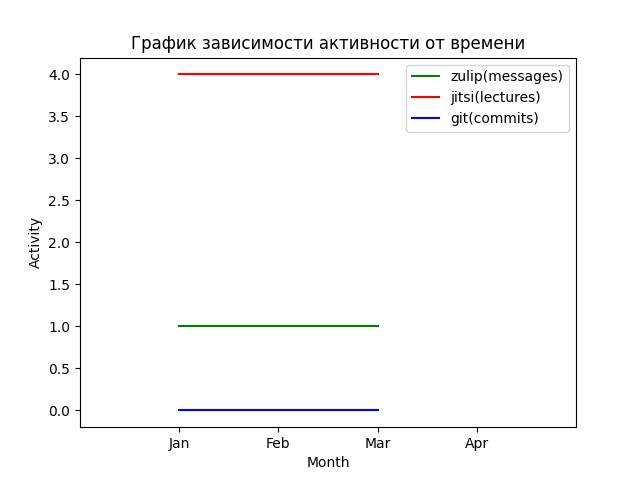 График зависимости активности от времени
zulip(messages)
jitsi(lectures)
git(commits)
Activity
4.0
3.5
3.0
2.5
2.0
1.5
1.0
0.5
0.0
Jan Feb Mar Apr
Month